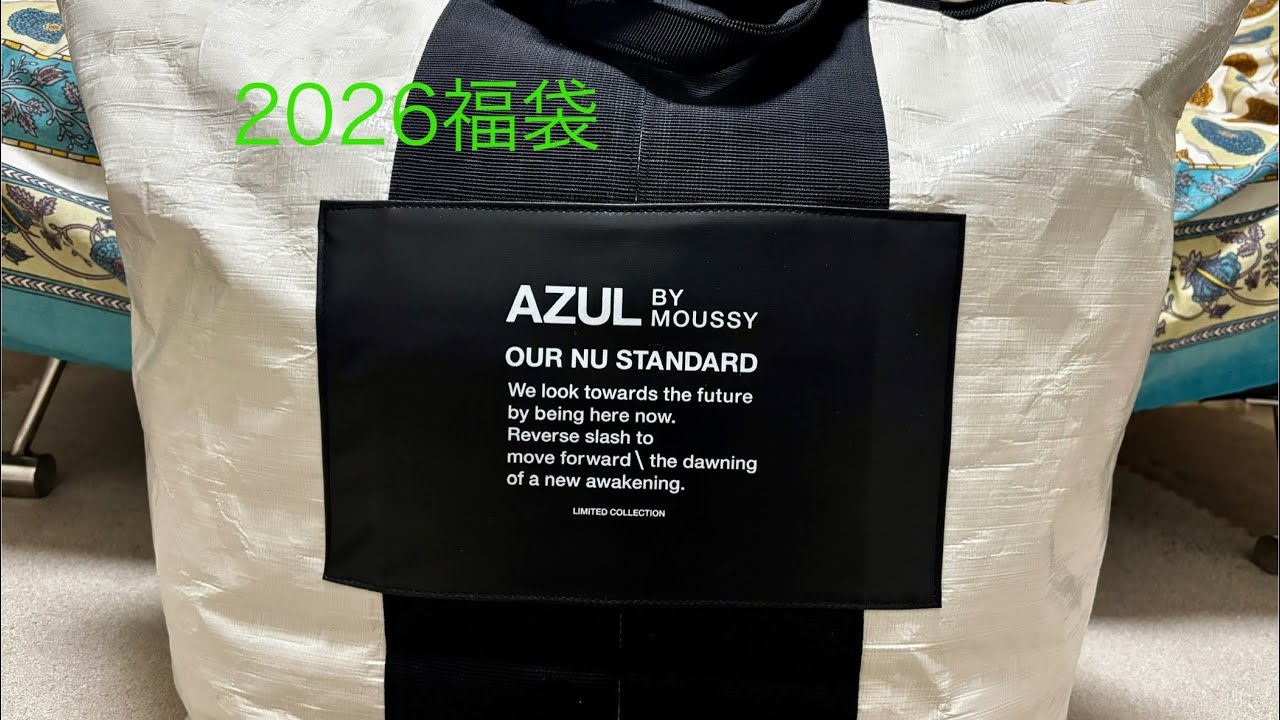 2026福袋
AZUL BY MOUSSY
OUR NU STANDARD
We look towards the future
by being here now.
Reverse slash to
move forward \ the dawning
of a new awakening.
LIMITED COLLECTION